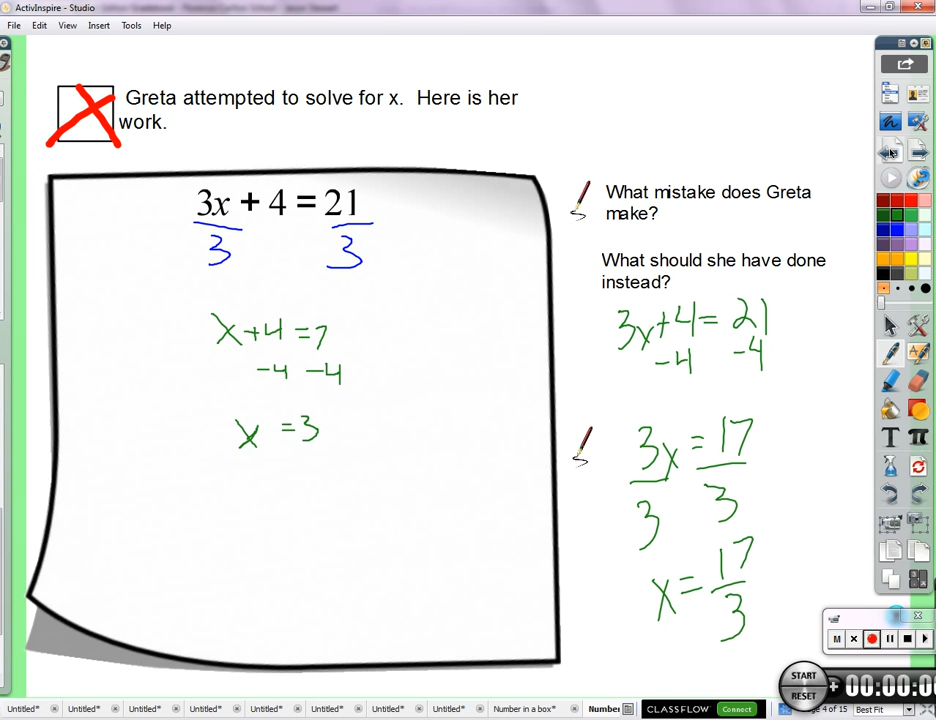 ActivInspire - Studio
File Edit View Insert Tools Help
Greta attempted to solve for x. Here is her
work.
3x + 4 = 21
3 3
x+4 =7
-4 -4
x =3
What mistake does Greta
make?
What should she have done
instead?
3x+4= 21
-4 -4
3x = 17
3 3
x= 17
3
M
START
RESET
00:00:0
Untitled* Untitled* Untitled* Untitled* Untitled* Untitled* Untitled* Untitled* Number in a box* Number CLASSFLOW Connect Page 4 of 15 Best Fit